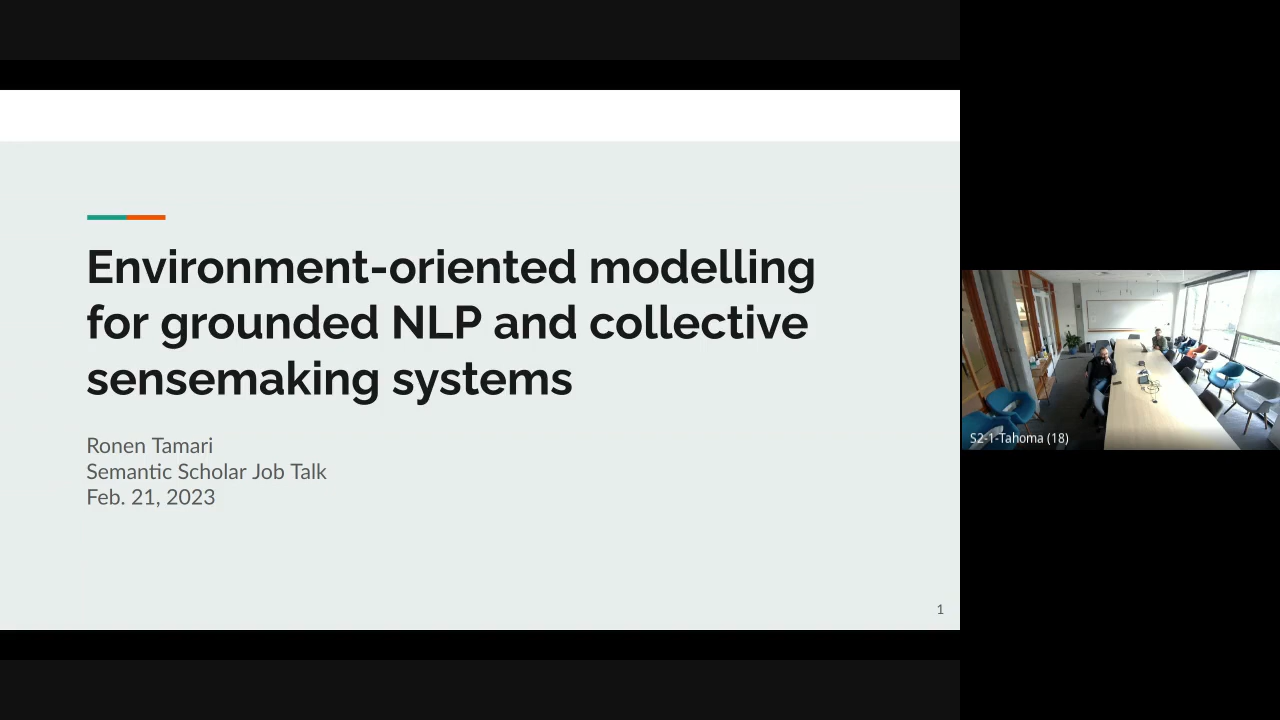 Environment-oriented modelling
for grounded NLP and collective
sensemaking systems
Ronen Tamari
Semantic Scholar Job Talk
Feb. 21, 2023
1
S2-1-Tahoma (18)